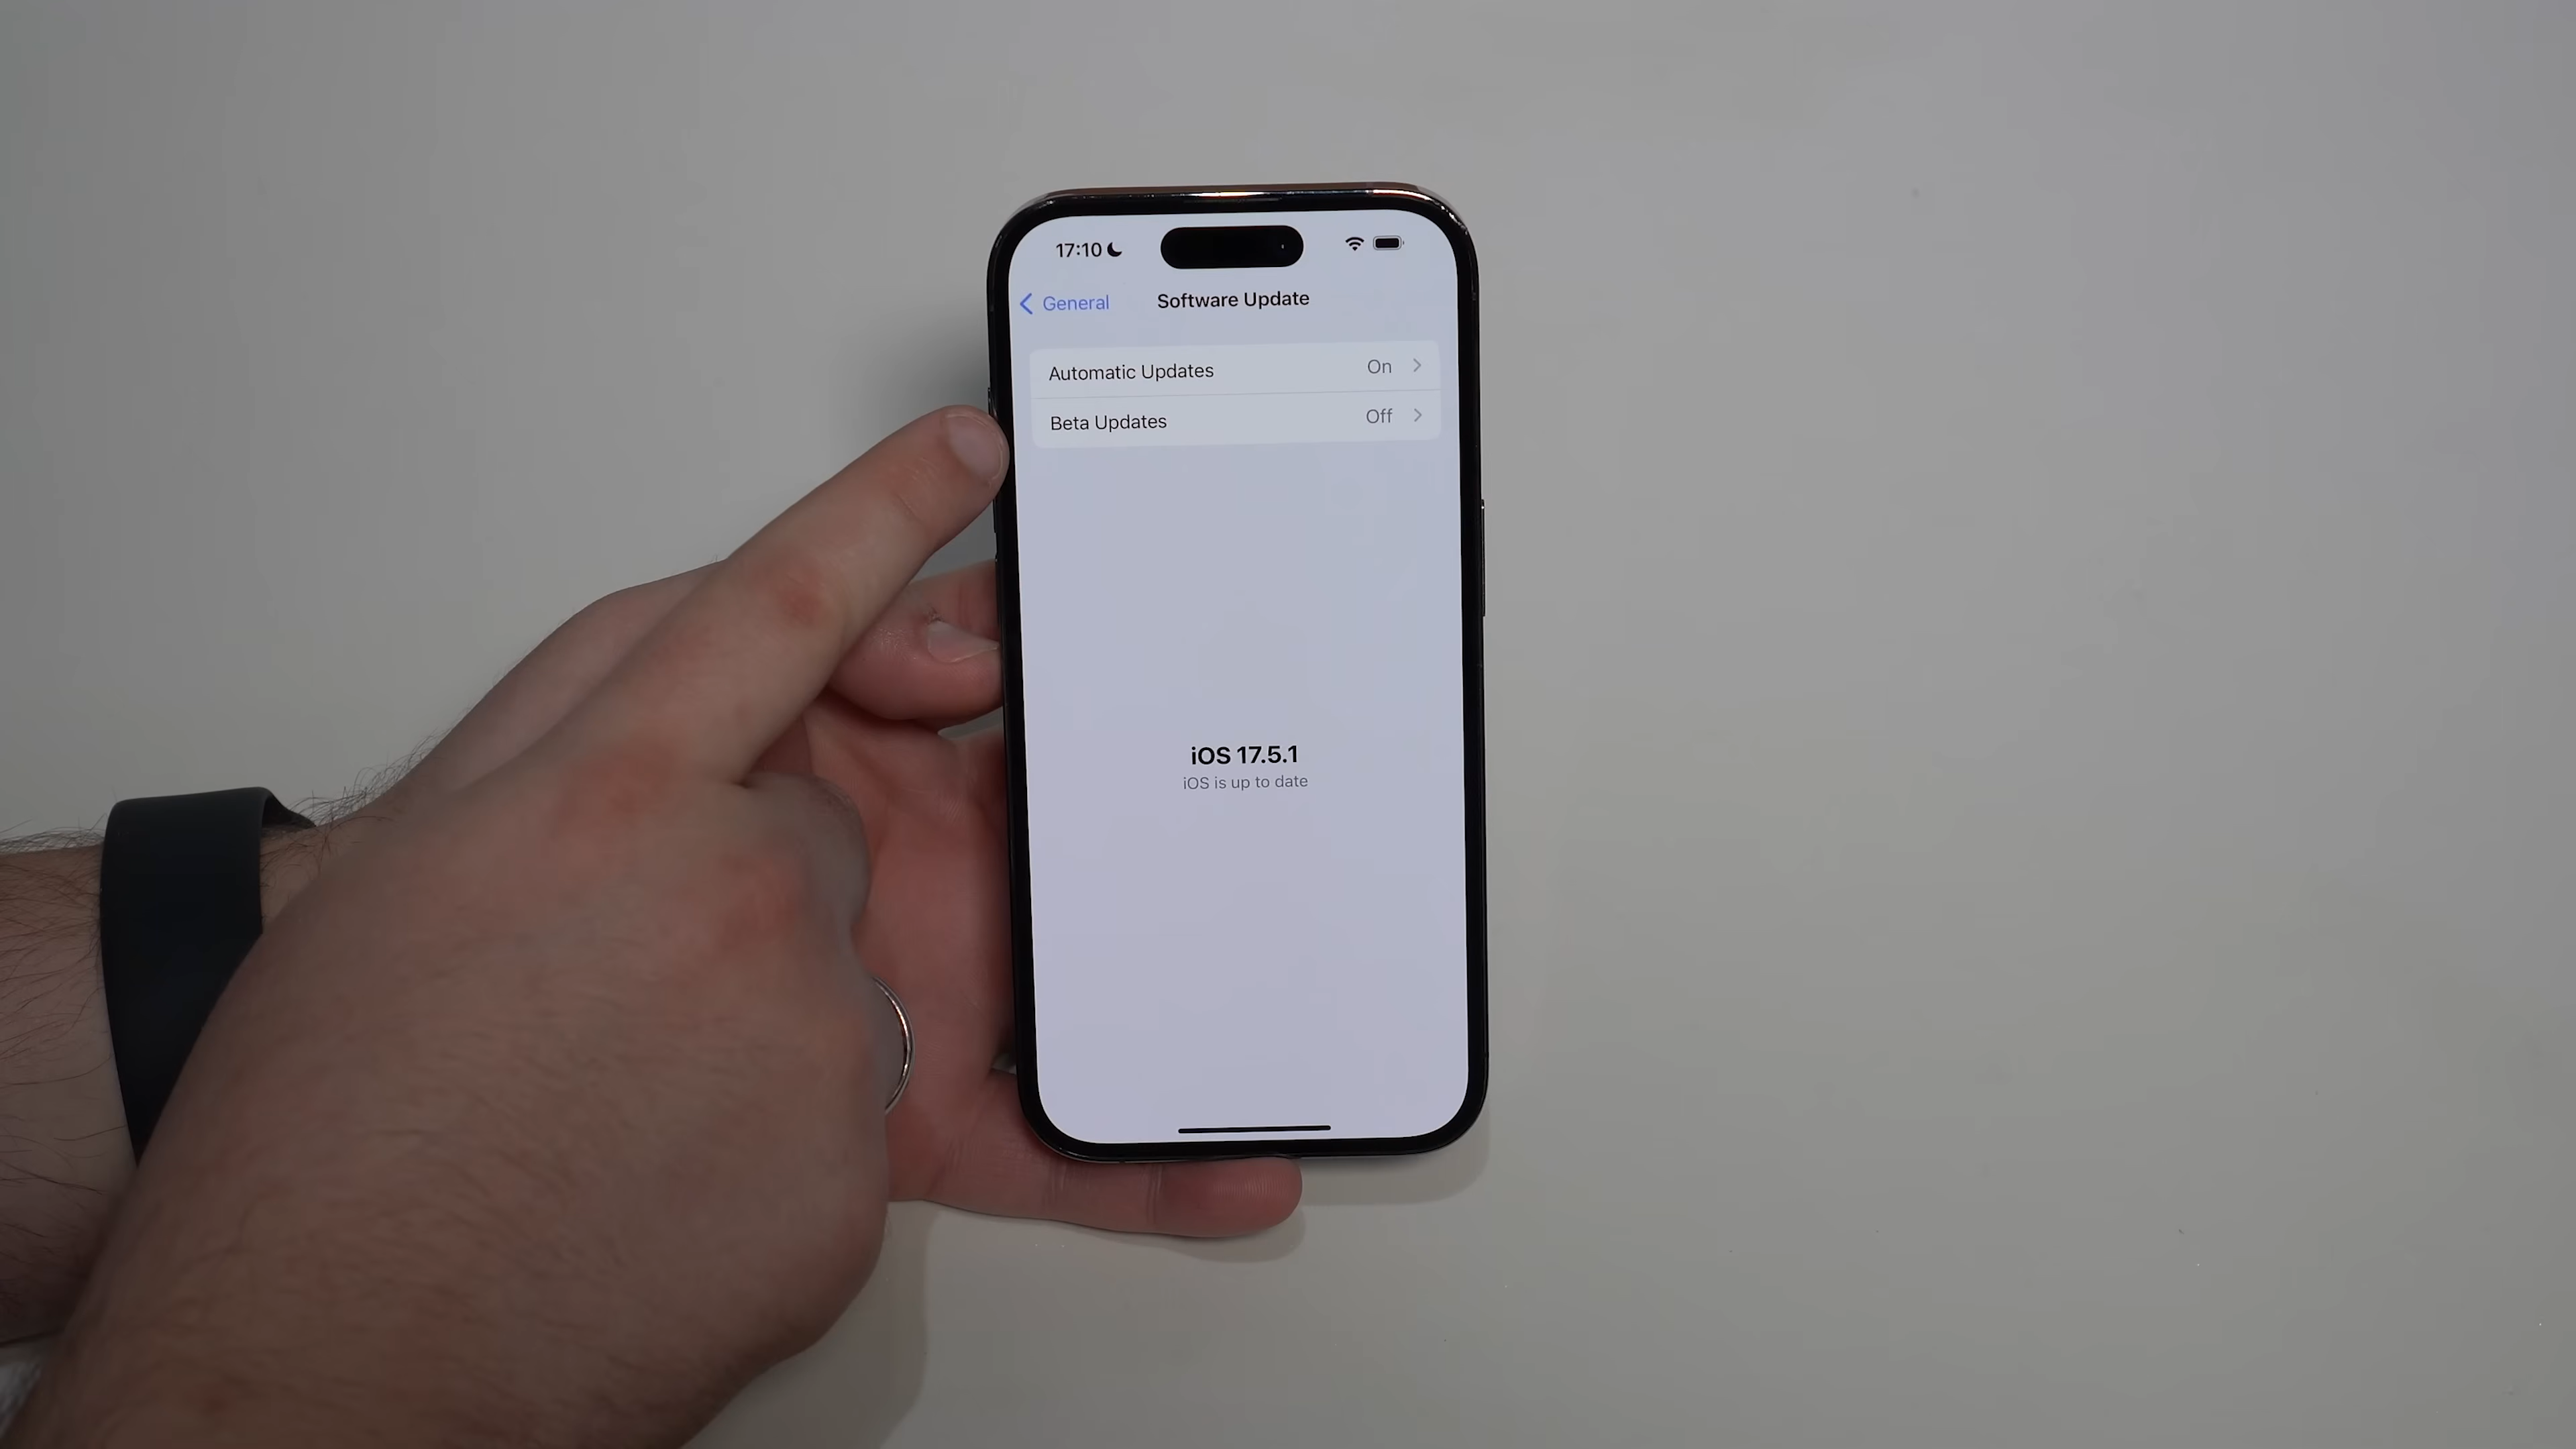 17:10
General
Software Update
Automatic Updates On
Beta Updates Off
iOS 17.5.1
iOS is up to date